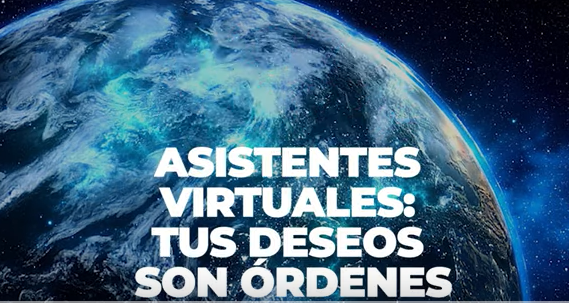 ASISTENTES
VIRTUALES:
TUS DESEOS
SON ÓRDENES